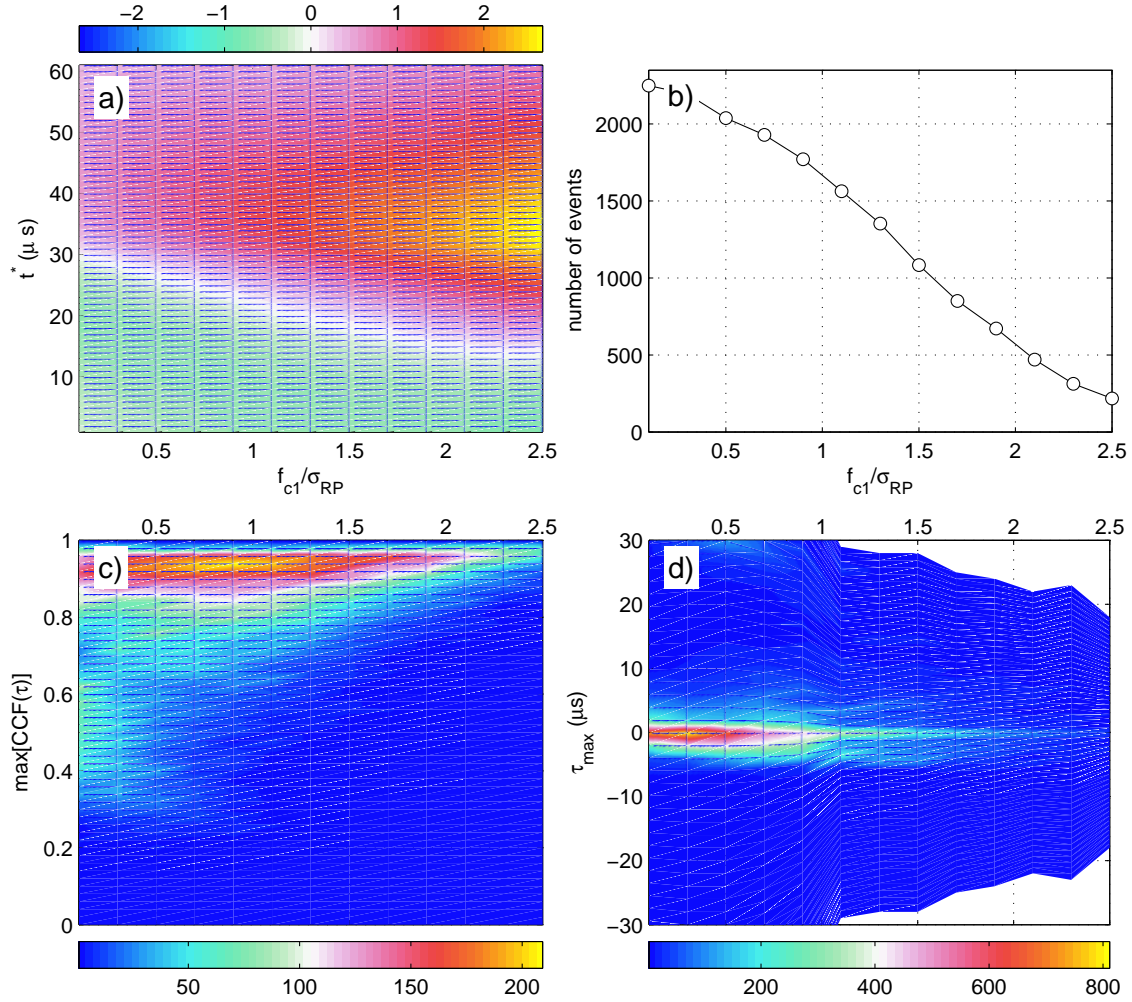 −2 −1 0 1 2
a)
60
50
40
30
20
10
t* (μ s)
0.5 1 1.5 2 2.5
f_c1/σ_RP
b)
2000
1500
1000
500
0
number of events
0.5 1 1.5 2 2.5
f_c1/σ_RP
0.5 1 1.5 2 2.5
c)
1
0.8
0.6
0.4
0.2
0
max[CCF(τ)]
50 100 150 200
0.5 1 1.5 2 2.5
d)
30
20
10
0
−10
−20
−30
τ_max (μs)
200 400 600 800